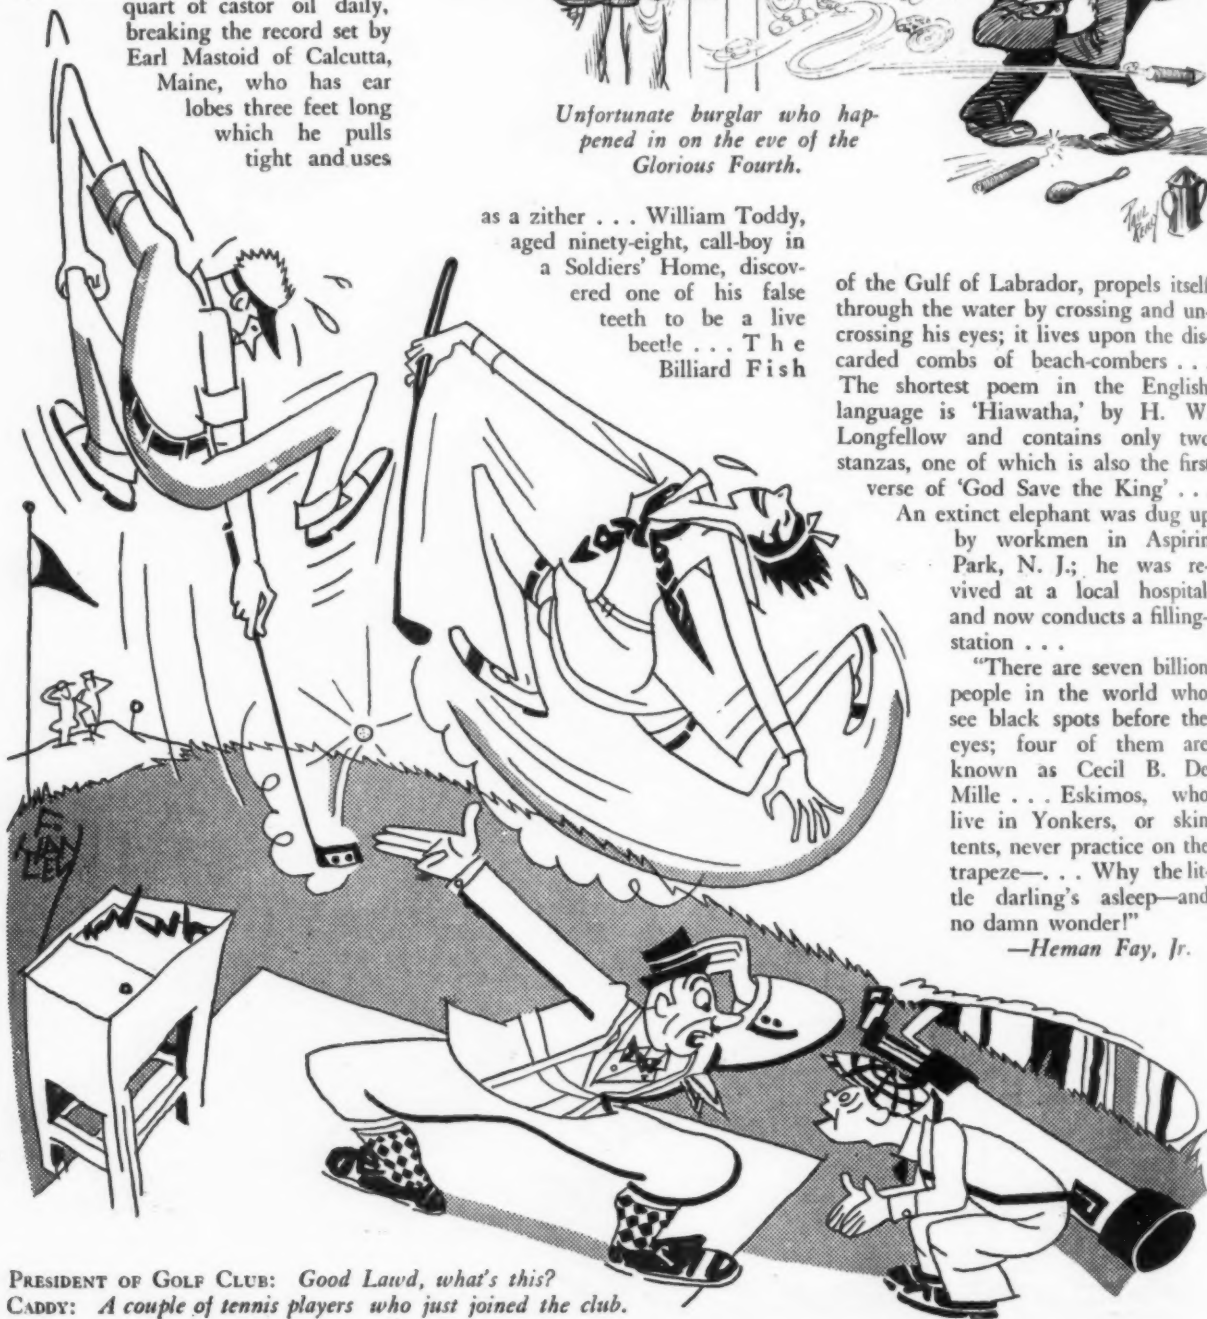 quart of castor oil daily,
breaking the record set by
Earl Mastoid of Calcutta,
Maine, who has ear
lobes three feet long
which he pulls
tight and uses
Unfortunate burglar who hap-
pened in on the eve of the
Glorious Fourth.
as a zither . . . William Toddy,
aged ninety-eight, call-boy in
a Soldiers' Home, discov-
ered one of his false
teeth to be a live
beetle . . . The
Billiard Fish
of the Gulf of Labrador, propels itself
through the water by crossing and un-
crossing his eyes; it lives upon the dis-
carded combs of beach-combers . . .
The shortest poem in the English
language is 'Hiawatha,' by H. W.
Longfellow and contains only two
stanzas, one of which is also the first
verse of 'God Save the King' . .
An extinct elephant was dug up
by workmen in Aspirin
Park, N. J.; he was re-
vived at a local hospital
and now conducts a filling-
station . . .
"There are seven billion
people in the world who
see black spots before the
eyes; four of them are
known as Cecil B. De
Mille . . . Eskimos, who
live in Yonkers, or skin
tents, never practice on the
trapeze—. . . Why the lit-
tle darling's asleep—and
no damn wonder!"
—Heman Fay, Jr.
PRESIDENT OF GOLF CLUB: Good Lawd, what's this?
CADDY: A couple of tennis players who just joined the club.